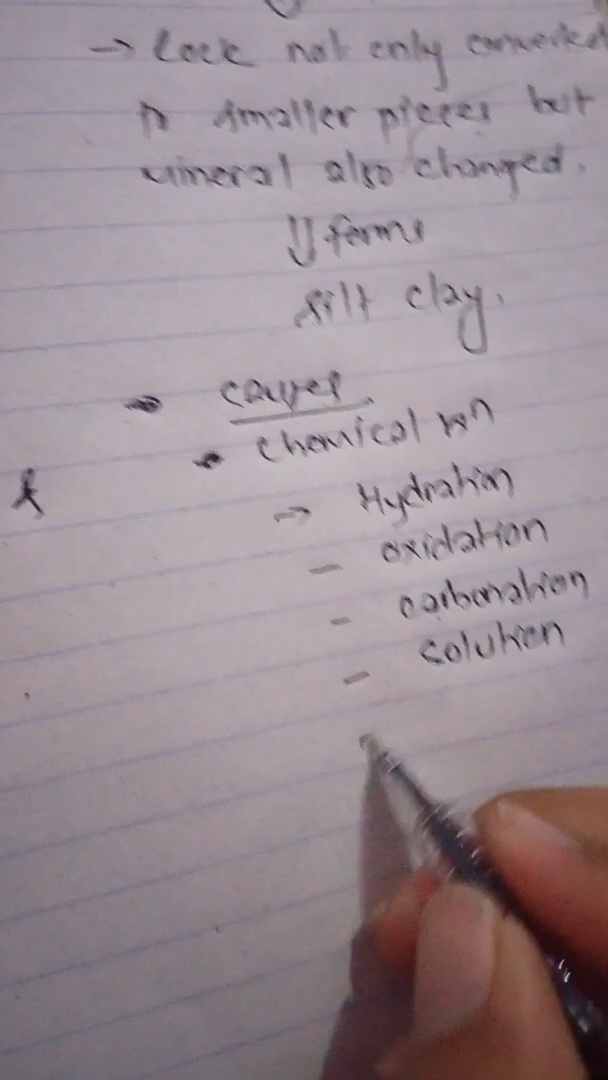 → Rock not only converted
to smaller pieces but
mineral also changed.
⇓ forms
silt clay.
causes.
• chemical rxn
→ Hydration
- oxidation
- carbonation
- solution